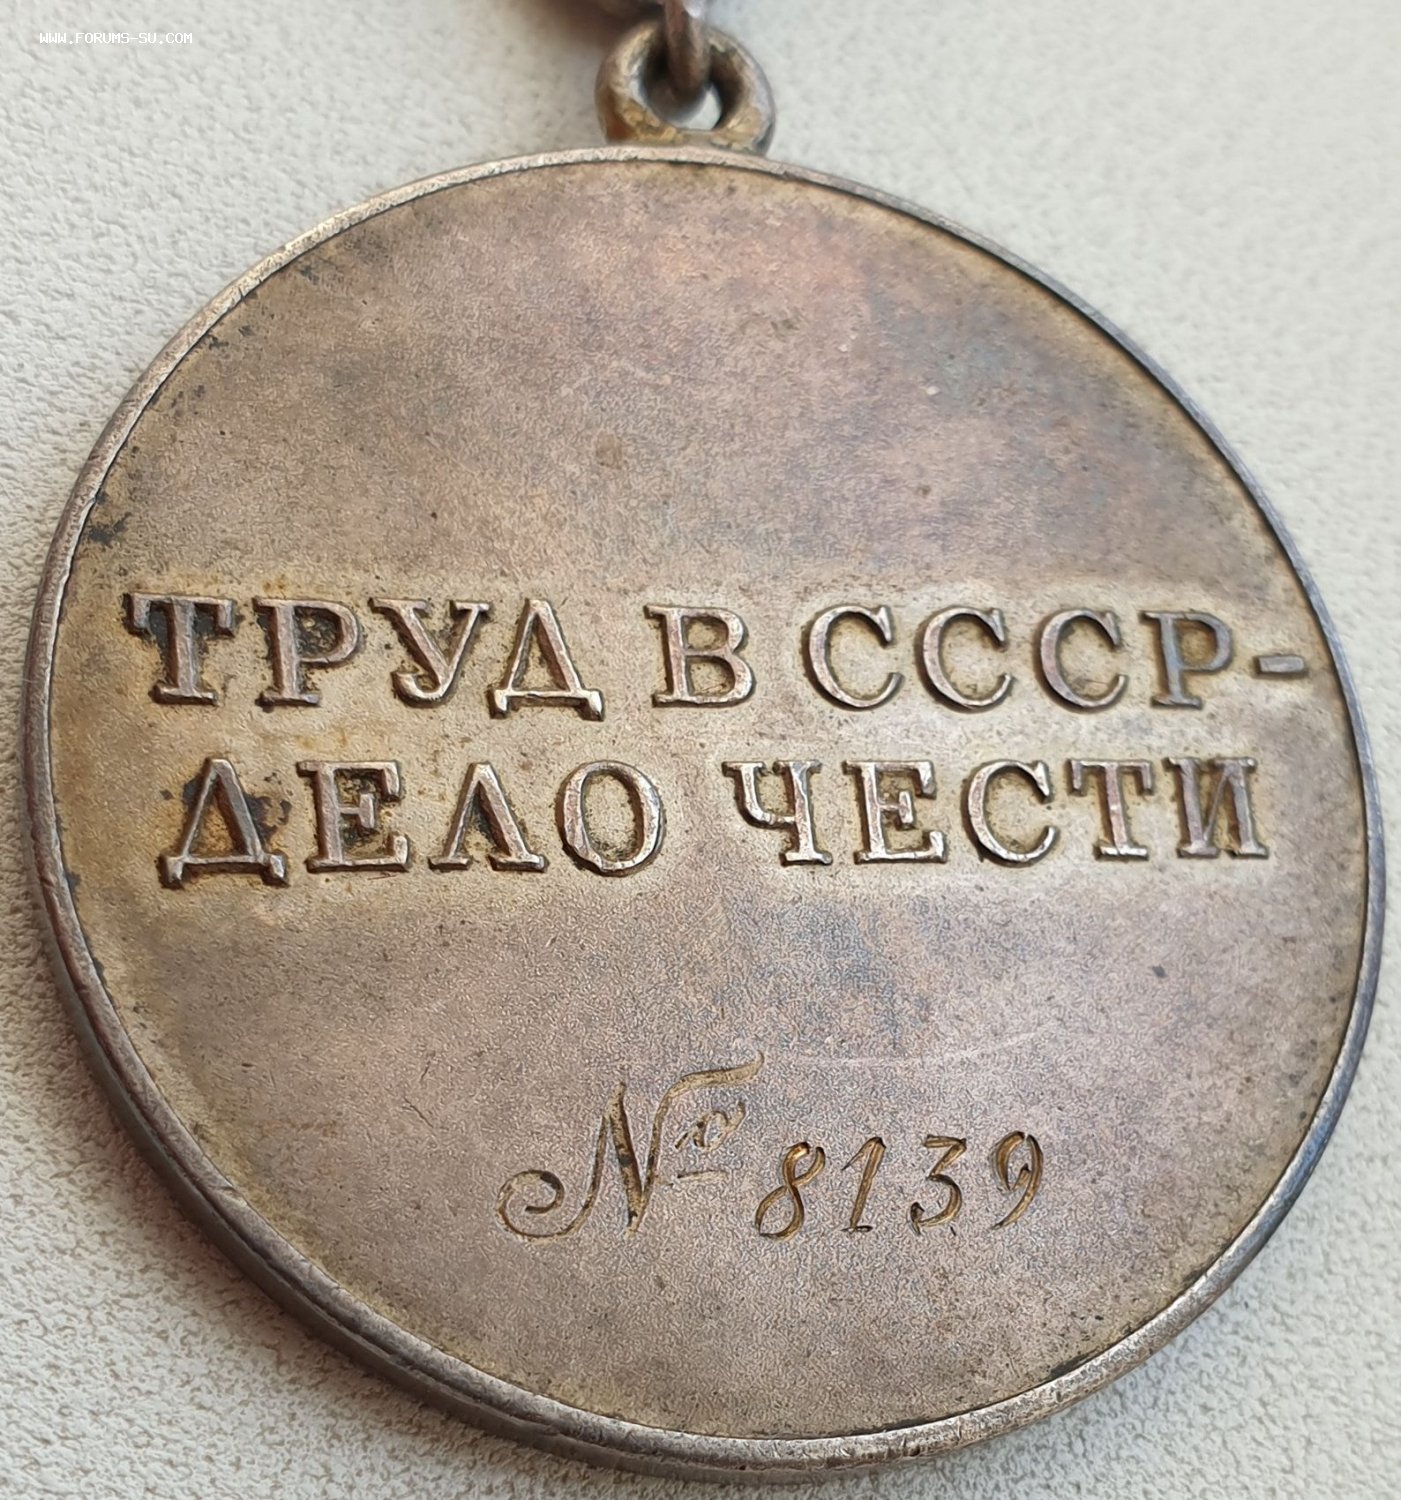 WWW.FORUMS-SU.COM
ТРУД В СССР-
ДЕЛО ЧЕСТИ
№ 8139